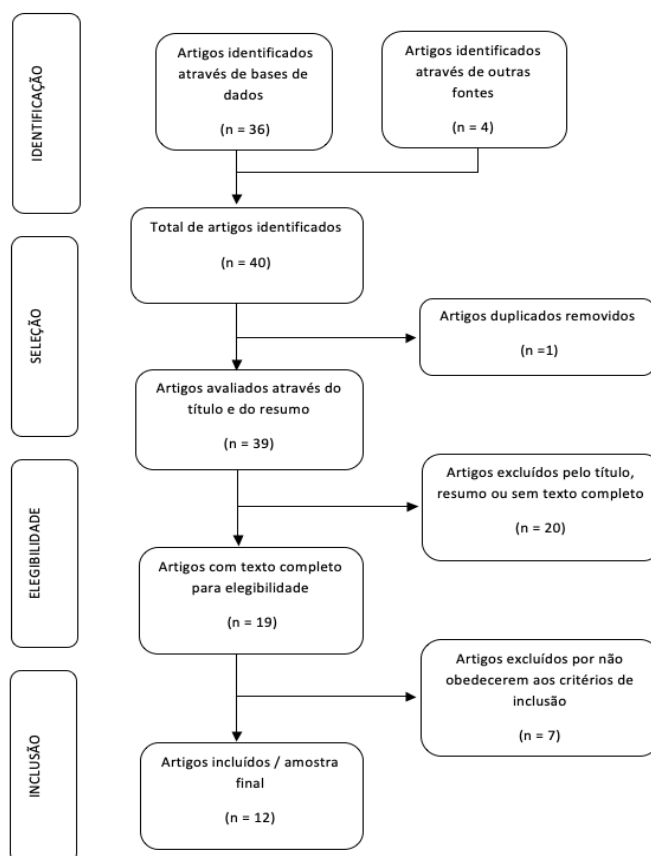 IDENTIFICAÇÃO
Artigos identificados
através de bases de
dados
(n = 36)
Artigos identificados
através de outras
fontes
(n = 4)
Total de artigos identificados
(n = 40)
SELEÇÃO
Artigos duplicados removidos
(n =1)
Artigos avaliados através do
título e do resumo
(n = 39)
ELEGIBILIDADE
Artigos excluídos pelo título,
resumo ou sem texto completo
(n = 20)
Artigos com texto completo
para elegibilidade
(n = 19)
INCLUSÃO
Artigos excluídos por não
obedecerem aos critérios de
inclusão
(n = 7)
Artigos incluídos / amostra
final
(n = 12)